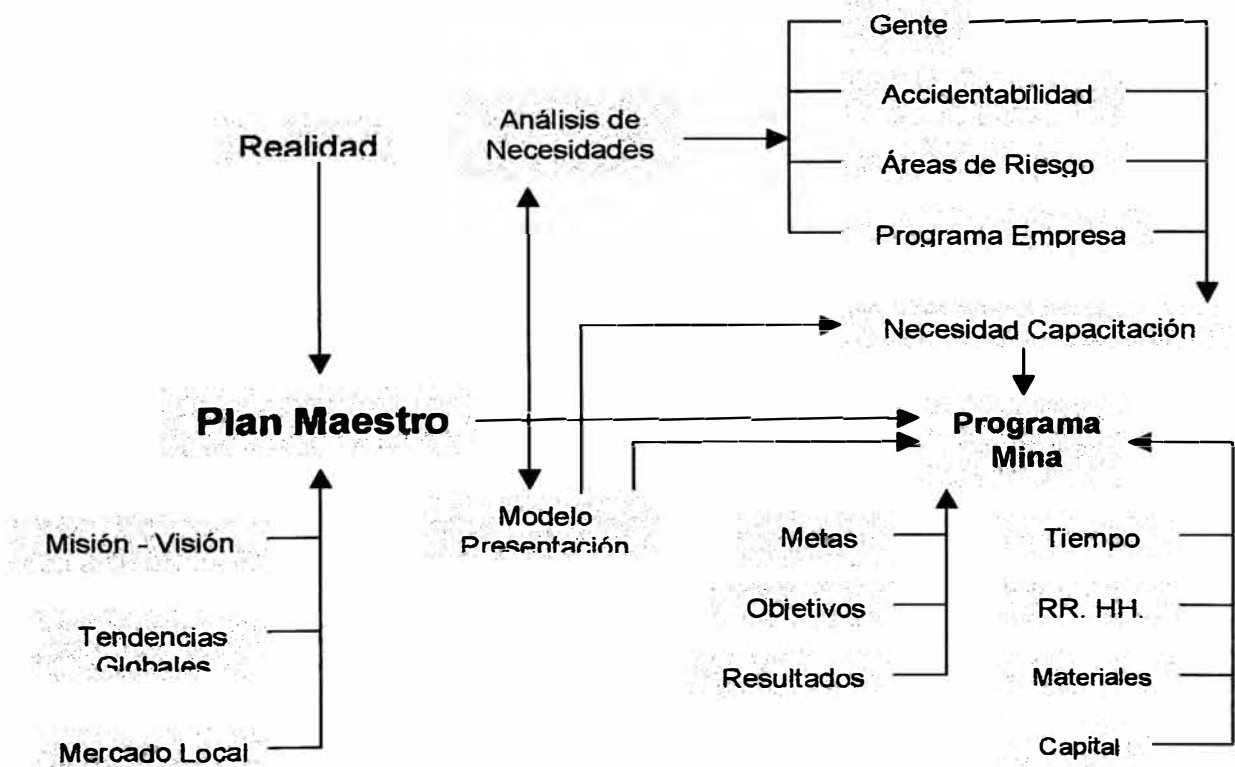 Gente
Accidentabilidad
Áreas de Riesgo
Programa Empresa
Análisis de
Necesidades
Realidad
Necesidad Capacitación
Plan Maestro
Programa
Mina
Modelo
Presentación
Misión - Visión
Tendencias
Globales
Mercado Local
Metas
Objetivos
Resultados
Tiempo
RR. HH.
Materiales
Capital